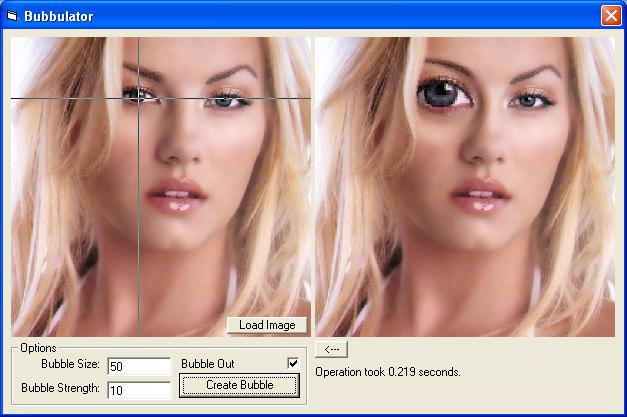 Bubbulator
Load Image
Options
Bubble Size: 50
Bubble Out
Bubble Strength: 10
Create Bubble
<---
Operation took 0.219 seconds.